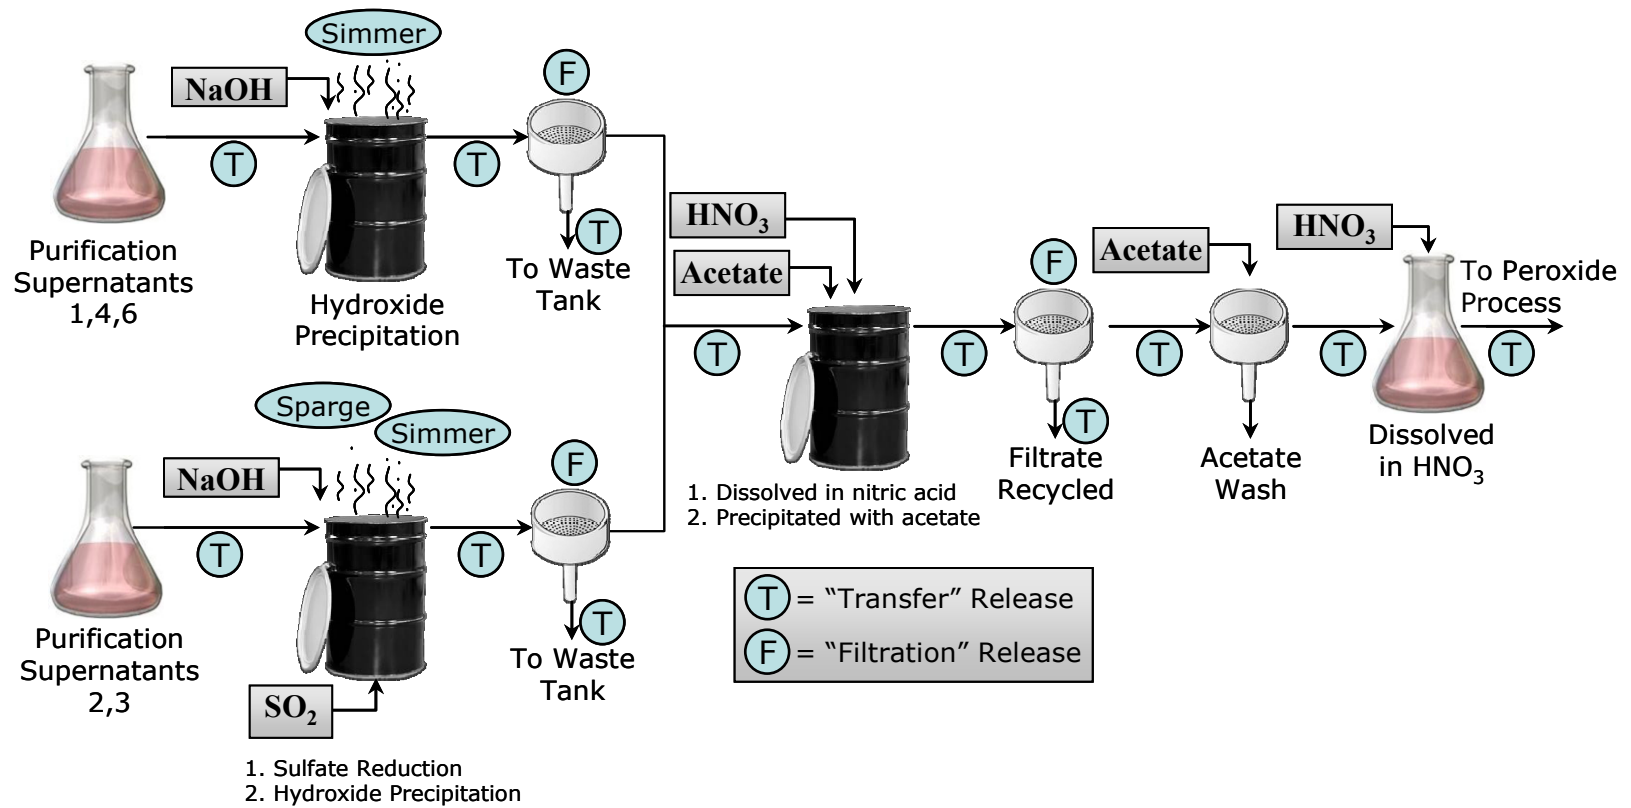 Simmer
F
NaOH
T
T
Purification
Supernatants
1,4,6
Hydroxide
Precipitation
T
To Waste
Tank
HNO₃
Acetate
T
Sparge
Simmer
F
NaOH
T
T
Purification
Supernatants
2,3
SO₂
1. Sulfate Reduction
2. Hydroxide Precipitation
T
To Waste
Tank
1. Dissolved in nitric acid
2. Precipitated with acetate
T
F
T
Filtrate
Recycled
T
Acetate
Acetate
Wash
T
HNO₃
Dissolved
in HNO₃
To Peroxide
Process
T
T = “Transfer” Release
F = “Filtration” Release